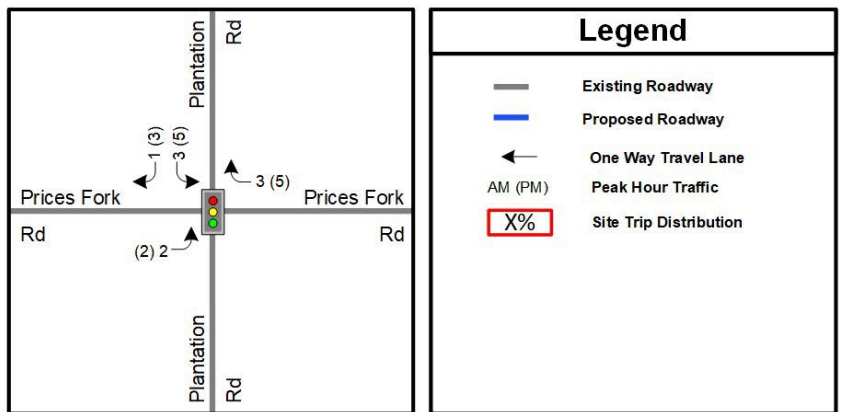 Plantation
Rd
1 (3)
3 (5)
3 (5)
Prices Fork
Prices Fork
Rd
Rd
(2) 2
Plantation
Rd
Legend
Existing Roadway
Proposed Roadway
One Way Travel Lane
AM (PM) Peak Hour Traffic
X% Site Trip Distribution